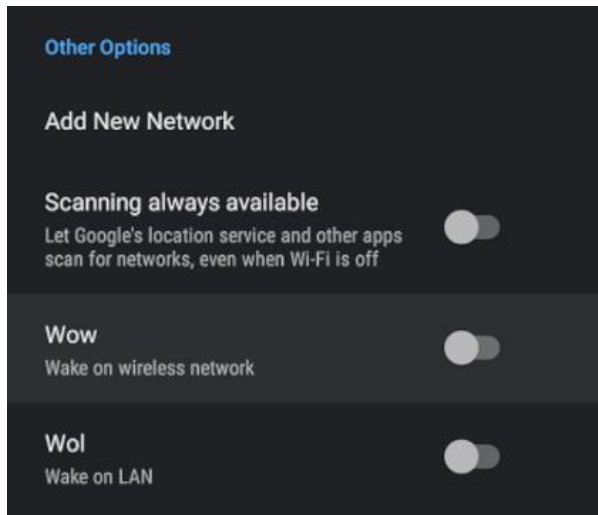 Other Options
Add New Network
Scanning always available
Let Google's location service and other apps
scan for networks, even when Wi-Fi is off
Wow
Wake on wireless network
Wol
Wake on LAN